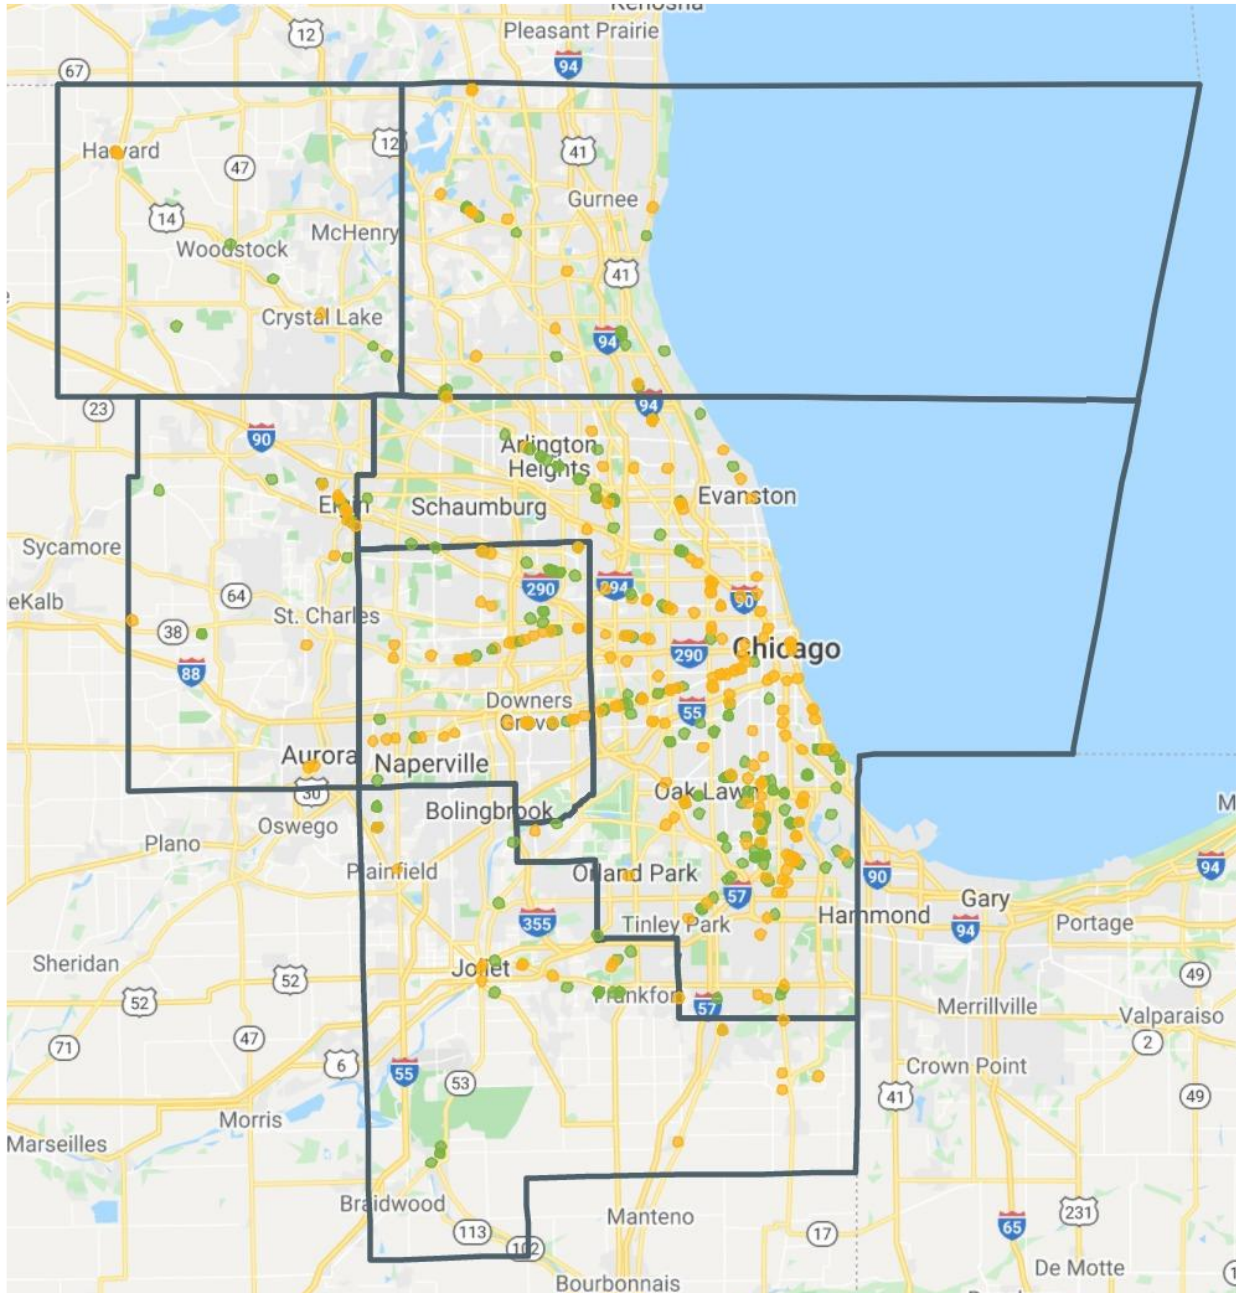 Kenosha
Pleasant Prairie
12
94
67
12
41
Harvard
47
Gurnee
14
McHenry
Woodstock
41
Crystal Lake
94
23
94
90
Arlington
Heights
Evanston
Elgin
Schaumburg
Sycamore
290
294
90
64
eKalb
St. Charles
38
Chicago
290
88
Downers
Grove
55
Aurora
Naperville
30
Oak Lawn
Bolingbrook
Oswego
M
Plano
94
Plainfield
Orland Park
90
57
Gary
355
Hammond
Portage
Tinley Park
94
Sheridan
Joliet
49
52
52
Frankfort
57
Merrillville
Valparaiso
47
2
71
6
55
Crown Point
53
41
49
Morris
Marseilles
Braidwood
231
Manteno
65
113
17
102
De Motte
Bourbonnais